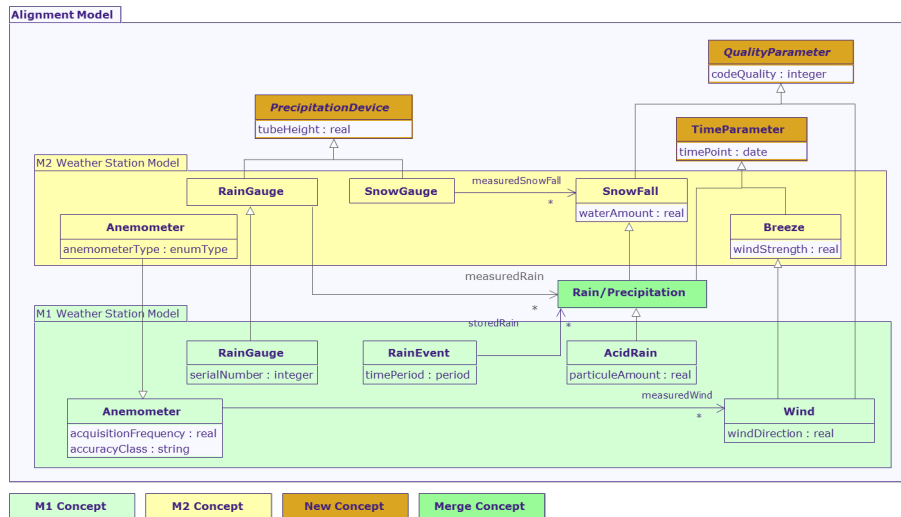 Alignment Model
QualityParameter
codeQuality : integer
PrecipitationDevice
tubeHeight : real
TimeParameter
timePoint : date
M2 Weather Station Model
RainGauge
SnowGauge
measuredSnowFall
*
SnowFall
waterAmount : real
Anemometer
anemometerType : enumType
Breeze
windStrength : real
measuredRain
*
Rain/Precipitation
M1 Weather Station Model
storedRain
*
RainGauge
serialNumber : integer
RainEvent
timePeriod : period
AcidRain
particuleAmount : real
measuredWind
*
Anemometer
acquisitionFrequency : real
accuracyClass : string
Wind
windDirection : real
M1 Concept
M2 Concept
New Concept
Merge Concept